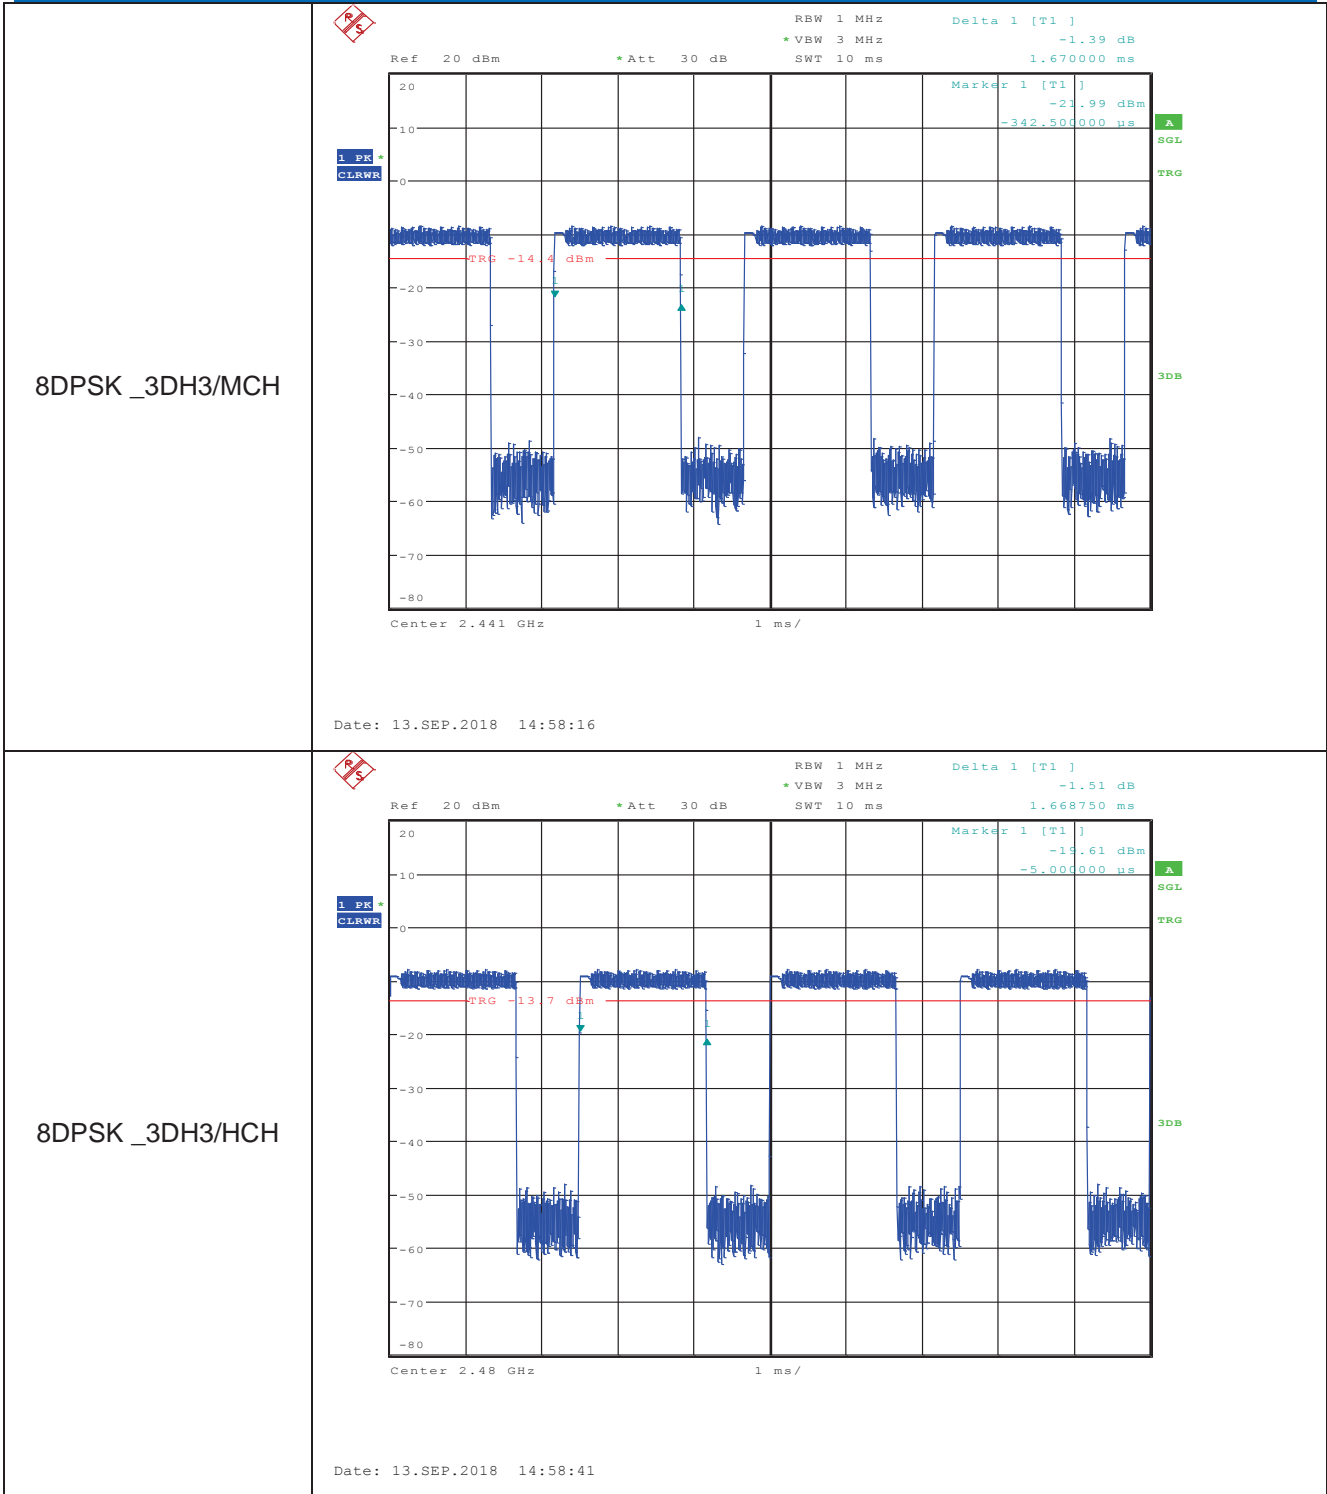 8DPSK _3DH3/MCH
R
S
RBW 1 MHz
Delta 1 [T1 ]
* VBW 3 MHz
-1.39 dB
Ref 20 dBm
* Att 30 dB
SWT 10 ms
1.670000 ms
20
Marker 1 [T1 ]
-21.99 dBm
-342.500000 µs
A
10
SGL
1 PK *
CLRWR
TRG
0
TRG -14.4 dBm
1
1
-20
-30
3DB
-40
-50
-60
-70
-80
Center 2.441 GHz
1 ms/
Date: 13.SEP.2018 14:58:16
8DPSK _3DH3/HCH
R
S
RBW 1 MHz
Delta 1 [T1 ]
* VBW 3 MHz
-1.51 dB
Ref 20 dBm
* Att 30 dB
SWT 10 ms
1.668750 ms
20
Marker 1 [T1 ]
-19.61 dBm
-5.000000 µs
A
10
SGL
1 PK *
CLRWR
TRG
0
TRG -13.7 dBm
1
1
-20
-30
3DB
-40
-50
-60
-70
-80
Center 2.48 GHz
1 ms/
Date: 13.SEP.2018 14:58:41